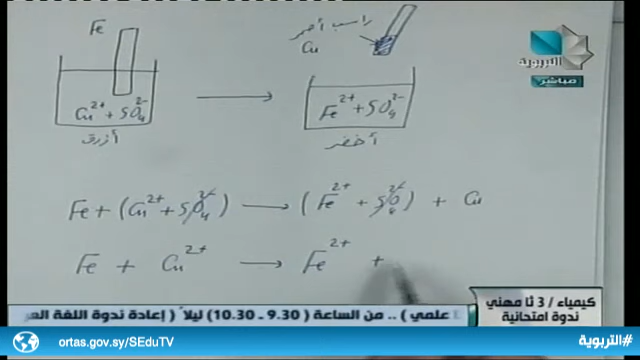 Fe
راسب أحمر
Cu
Cu²⁺ + SO₄²⁻
أزرق
Fe²⁺ + SO₄²⁻
أخضر
Fe + (Cu²⁺ + SO₄²⁻) → (Fe²⁺ + SO₄²⁻) + Cu
Fe + Cu²⁺ → Fe²⁺ +
التربوية
مباشر
كيمياء / 3 ثا مهني
ندوة امتحانية
علمي ) .. من الساعة ( 9.30 - 10.30 ) ليلاً ( إعادة ندوة اللغة
ortas.gov.sy/SEduTV
#التربوية